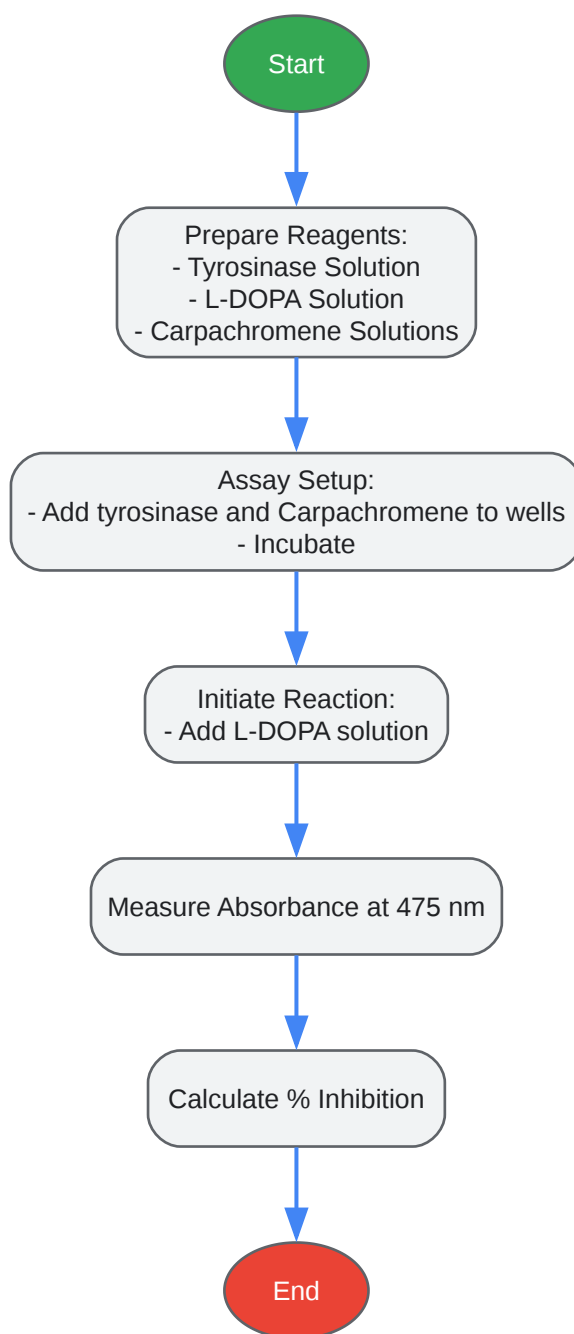 Start
Prepare Reagents:
- Tyrosinase Solution
- L-DOPA Solution
- Carpachromene Solutions
Assay Setup:
- Add tyrosinase and Carpachromene to wells
- Incubate
Initiate Reaction:
- Add L-DOPA solution
Measure Absorbance at 475 nm
Calculate % Inhibition
End